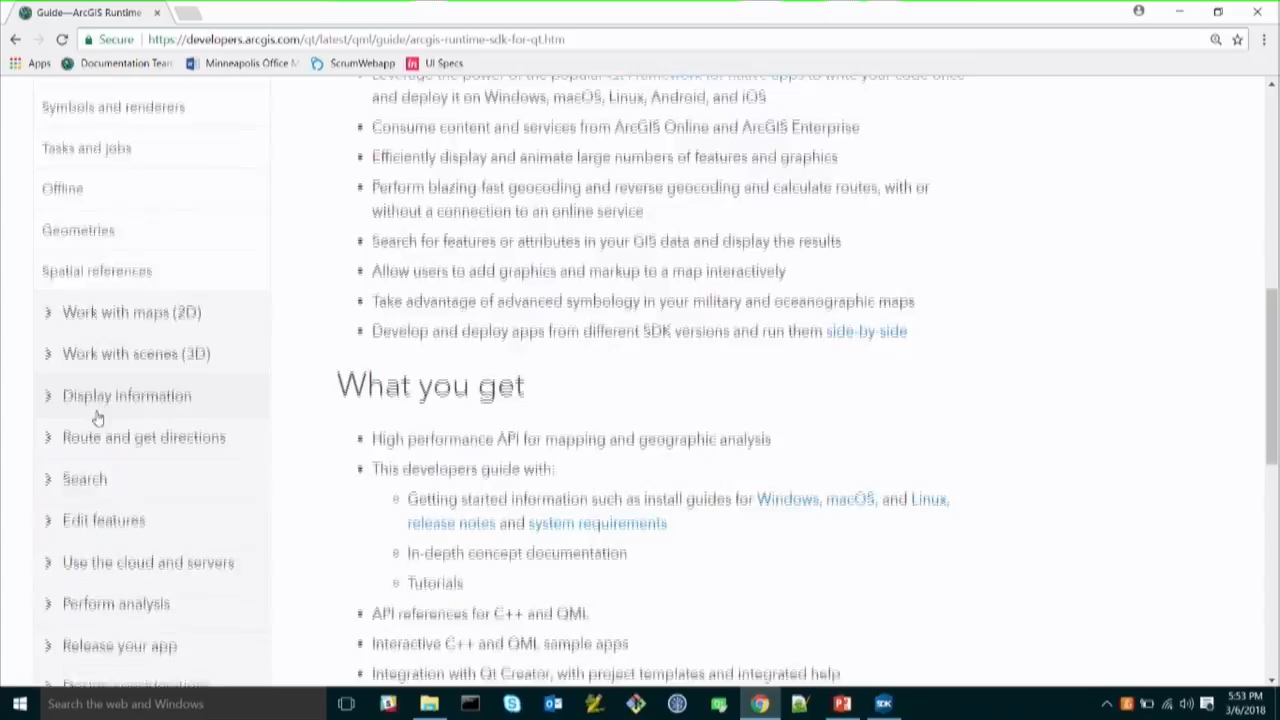 Guide—ArcGIS Runtime
Secure
https://developers.arcgis.com/qt/latest/qml/guide/arcgis-runtime-sdk-for-qt.htm
Apps
Documentation Team
Minneapolis Office M
ScrumWebapp
UI Specs
Symbols and renderers
Tasks and jobs
Offline
Geometries
Spatial references
Work with maps (2D)
Work with scenes (3D)
Display information
Route and get directions
Search
Edit features
Use the cloud and servers
Perform analysis
Release your app
Leverage the power of the popular Qt Framework for native apps to write your code once
and deploy it on Windows, macOS, Linux, Android, and iOS
Consume content and services from ArcGIS Online and ArcGIS Enterprise
Efficiently display and animate large numbers of features and graphics
Perform blazing-fast geocoding and reverse geocoding and calculate routes, with or
without a connection to an online service
Search for features or attributes in your GIS data and display the results
Allow users to add graphics and markup to a map interactively
Take advantage of advanced symbology in your military and oceanographic maps
Develop and deploy apps from different SDK versions and run them side-by-side
What you get
High performance API for mapping and geographic analysis
This developers guide with:
Getting started information such as install guides for Windows, macOS, and Linux,
release notes and system requirements
In-depth concept documentation
Tutorials
API references for C++ and QML
Interactive C++ and QML sample apps
Integration with Qt Creator, with project templates and integrated help
Search the web and Windows
SDK
5:53 PM
3/6/2018